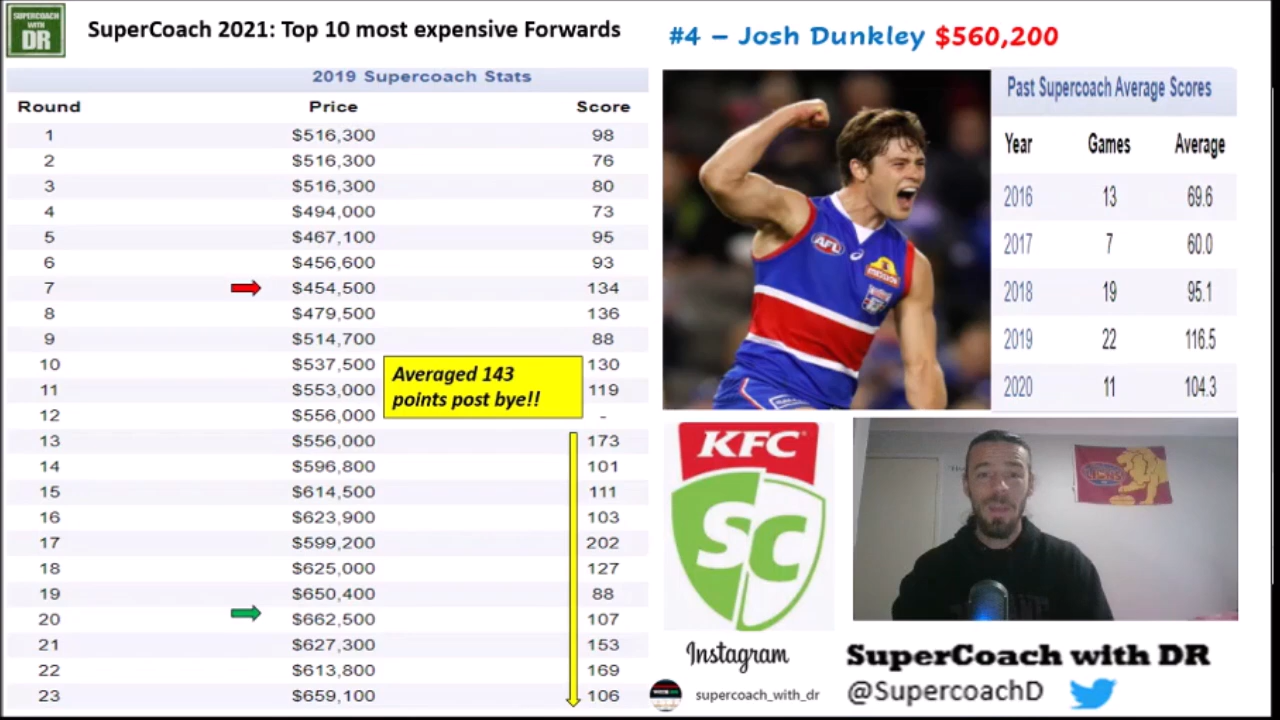 SUPERCOACH
WITH
DR
SuperCoach 2021: Top 10 most expensive Forwards
2019 Supercoach Stats
Round Price Score
1 $516,300 98
2 $516,300 76
3 $516,300 80
4 $494,000 73
5 $467,100 95
6 $456,600 93
7 $454,500 134
8 $479,500 136
9 $514,700 88
10 $537,500 130
11 $553,000 119
12 $556,000 -
13 $556,000 173
14 $596,800 101
15 $614,500 111
16 $623,900 103
17 $599,200 202
18 $625,000 127
19 $650,400 88
20 $662,500 107
21 $627,300 153
22 $613,800 169
23 $659,100 106
Averaged 143
points post bye!!
#4 – Josh Dunkley $560,200
AFL
Past Supercoach Average Scores
Year Games Average
2016 13 69.6
2017 7 60.0
2018 19 95.1
2019 22 116.5
2020 11 104.3
KFC
SC
Instagram
supercoach_with_dr
SuperCoach with DR
@SupercoachD